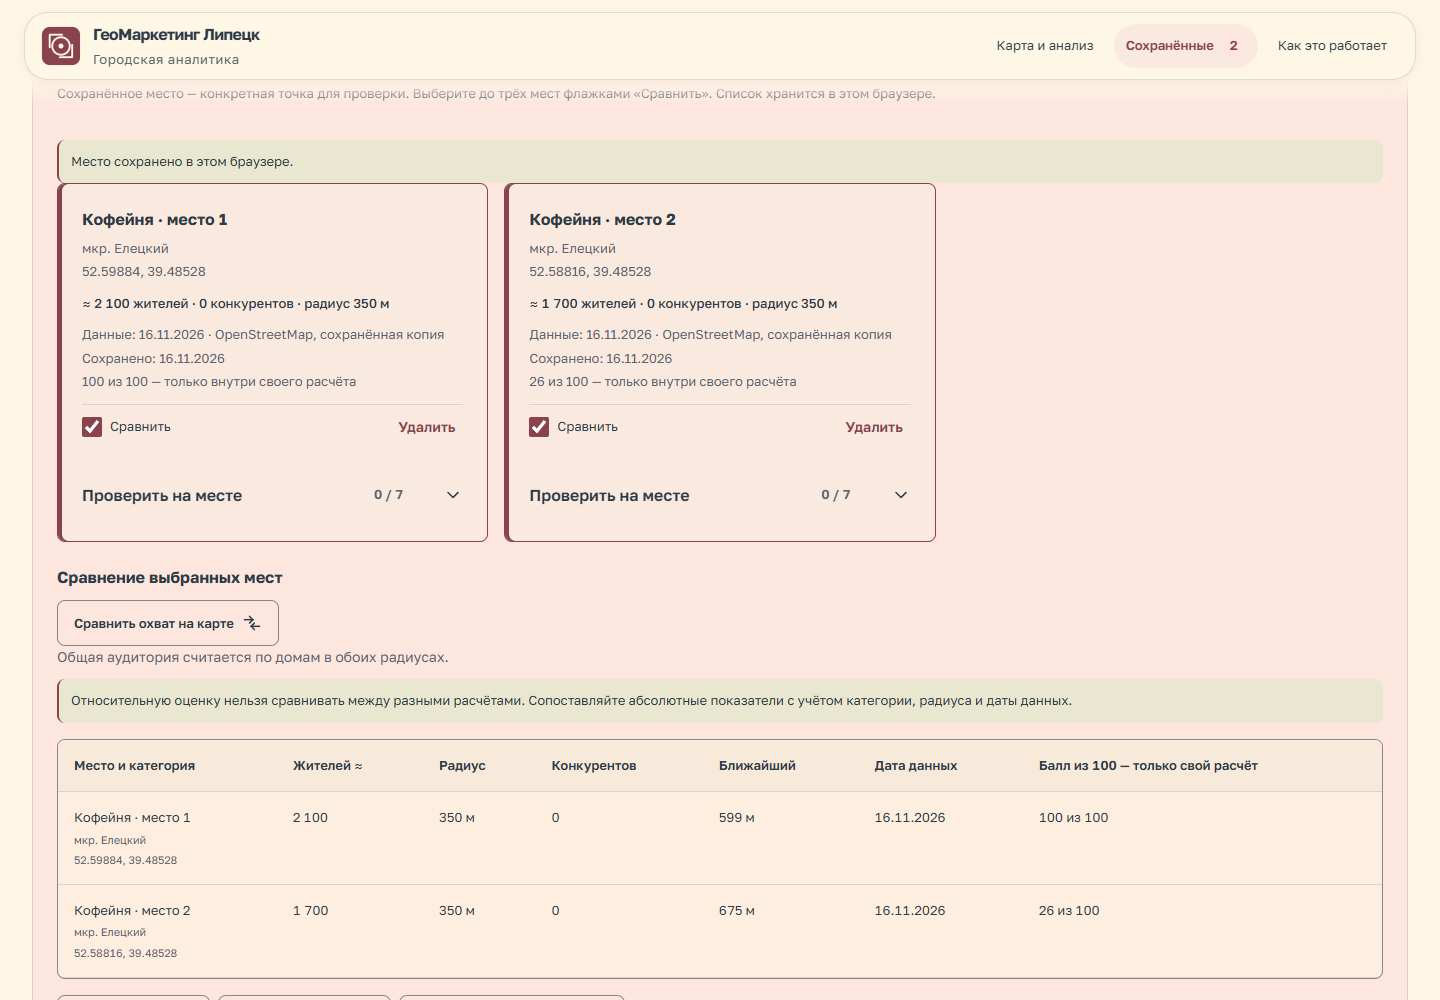 ГеоМаркетинг Липецк
Городская аналитика
Карта и анализ
Сохранённые 2
Как это работает
Сохранённое место — конкретная точка для проверки. Выберите до трёх мест флажками «Сравнить». Список хранится в этом браузере.
Место сохранено в этом браузере.
Кофейня · место 1
мкр. Елецкий
52.59884, 39.48528
≈ 2 100 жителей · 0 конкурентов · радиус 350 м
Данные: 16.11.2026 · OpenStreetMap, сохранённая копия
Сохранено: 16.11.2026
100 из 100 — только внутри своего расчёта
Сравнить
Удалить
Проверить на месте
0 / 7
Кофейня · место 2
мкр. Елецкий
52.58816, 39.48528
≈ 1 700 жителей · 0 конкурентов · радиус 350 м
Данные: 16.11.2026 · OpenStreetMap, сохранённая копия
Сохранено: 16.11.2026
26 из 100 — только внутри своего расчёта
Сравнить
Удалить
Проверить на месте
0 / 7
Сравнение выбранных мест
Сравнить охват на карте
Общая аудитория считается по домам в обоих радиусах.
Относительную оценку нельзя сравнивать между разными расчётами. Сопоставляйте абсолютные показатели с учётом категории, радиуса и даты данных.
Место и категория Жителей ≈ Радиус Конкурентов Ближайший Дата данных Балл из 100 — только свой расчёт
Кофейня · место 1 2 100 350 м 0 599 м 16.11.2026 100 из 100
мкр. Елецкий
52.59884, 39.48528
Кофейня · место 2 1 700 350 м 0 675 м 16.11.2026 26 из 100
мкр. Елецкий
52.58816, 39.48528